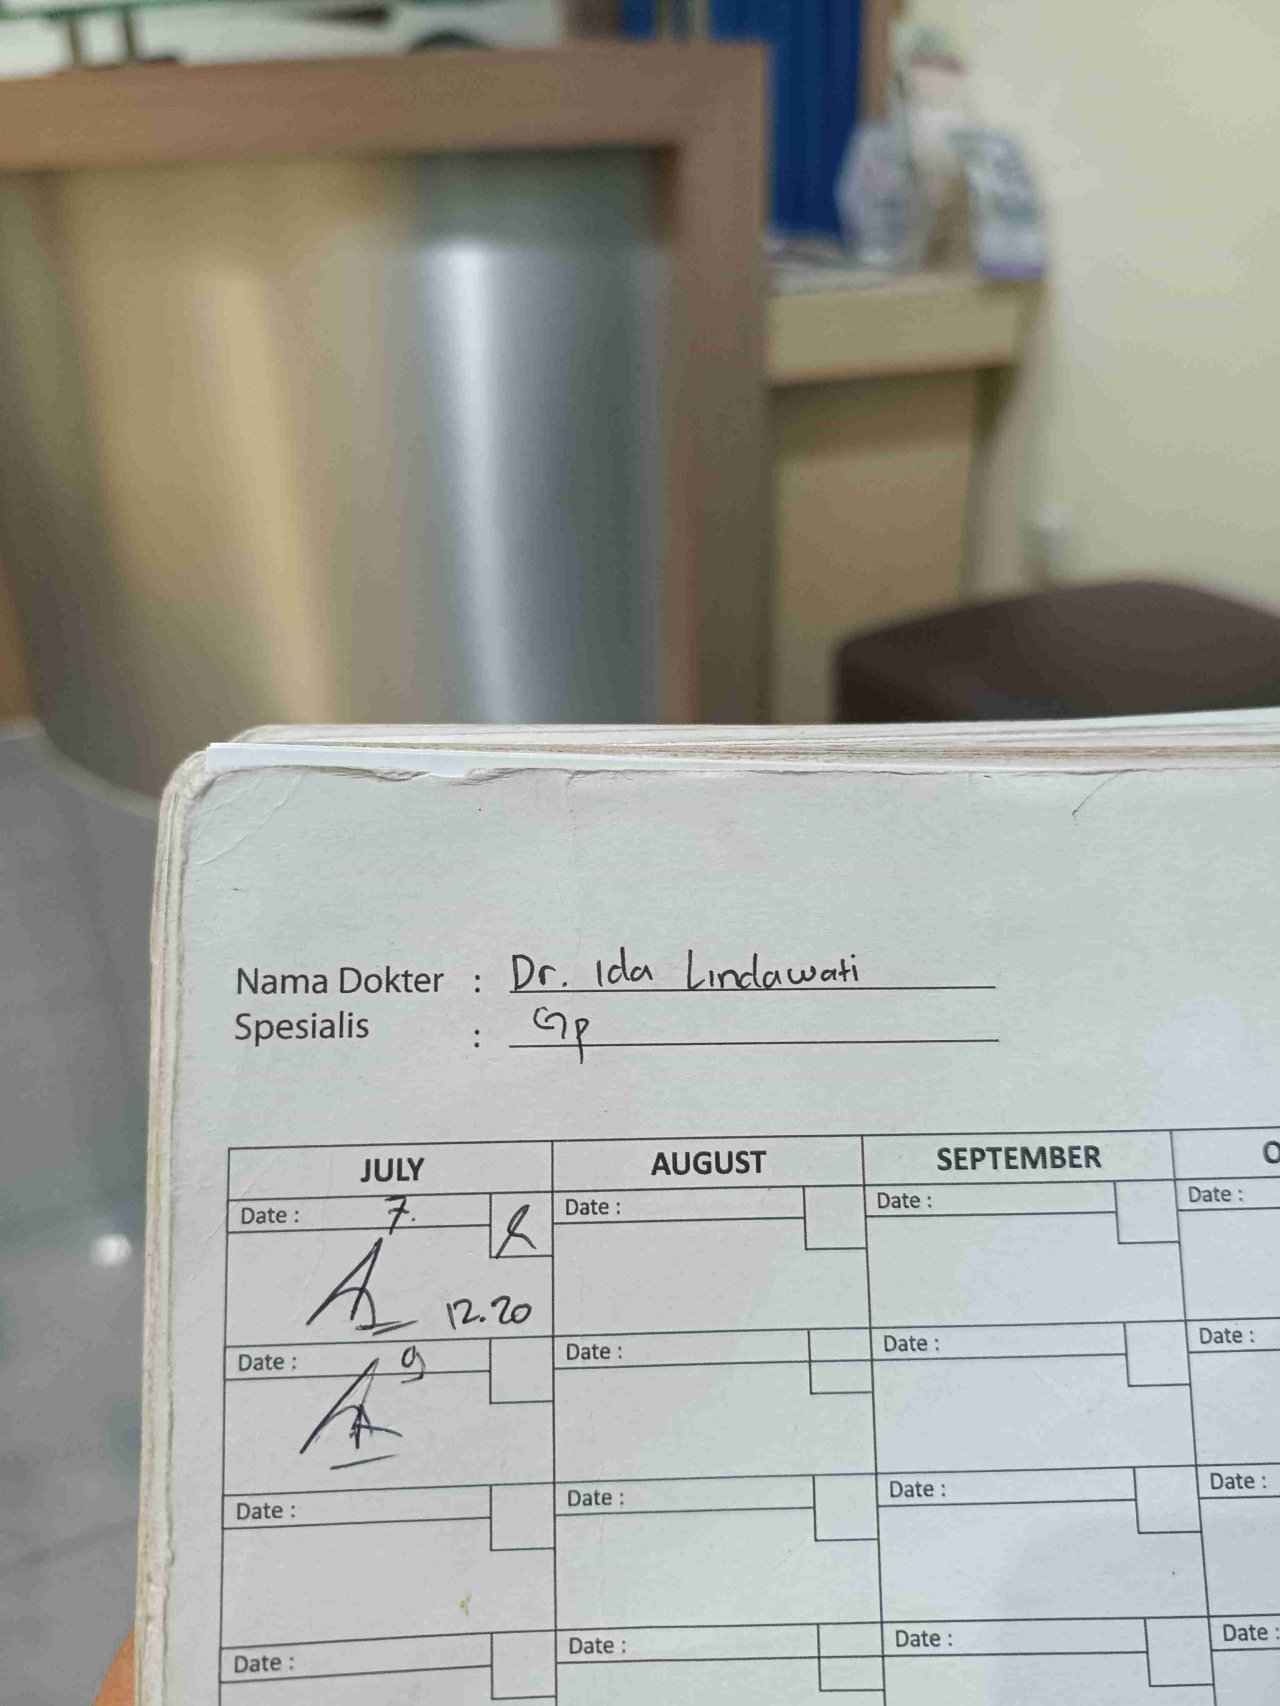 Nama Dokter : Dr. Ida Lindawati
Spesialis : Gp
JULY AUGUST SEPTEMBER O
Date : 7. Date : Date : Date :
12.20
Date : 9 Date : Date : Date :
Date : Date : Date : Date :
Date : Date : Date : Date :